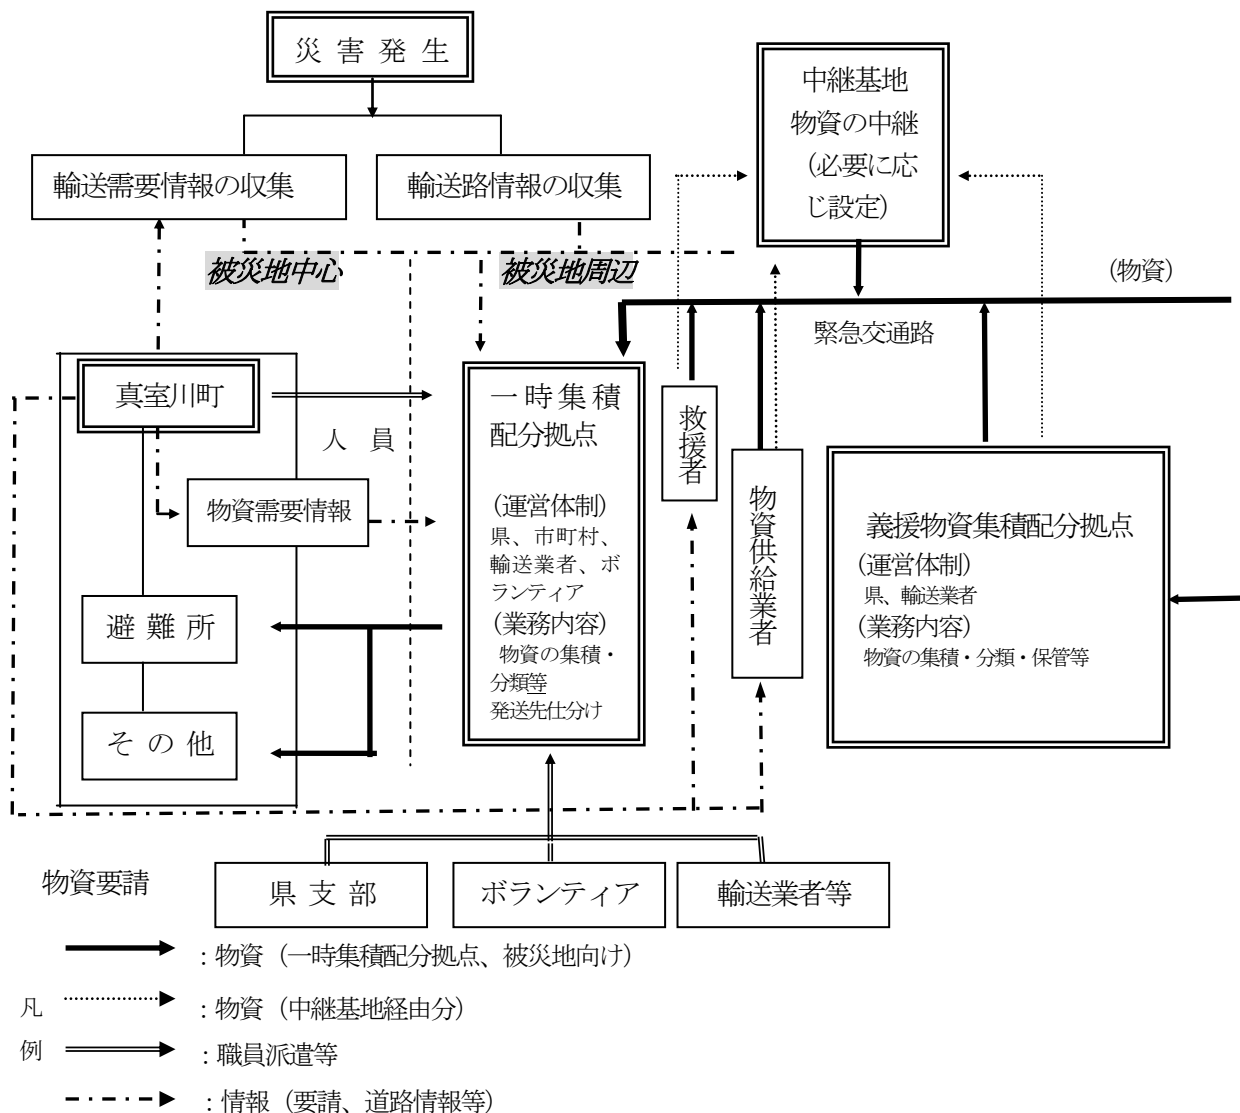 災 害 発 生
中継基地
物資の中継
(必要に応
じ設定)
輸送需要情報の収集
輸送路情報の収集
被災地中心
被災地周辺
(物資)
緊急交通路
真室川町
人 員
物資需要情報
避 難 所
そ の 他
一 時 集 積
配分拠点
(運営体制)
県、市町村、
輸送業者、ボ
ランティア
(業務内容)
物資の集積・
分類等
発送先仕分け
救援者
物資供給業者
義援物資集積配分拠点
(運営体制)
県、輸送業者
(業務内容)
物資の集積・分類・保管等
物資要請
県 支 部
ボランティア
輸送業者等
凡
例
：物資（一時集積配分拠点、被災地向け）
：物資（中継基地経由分）
：職員派遣等
：情報（要請、道路情報等）